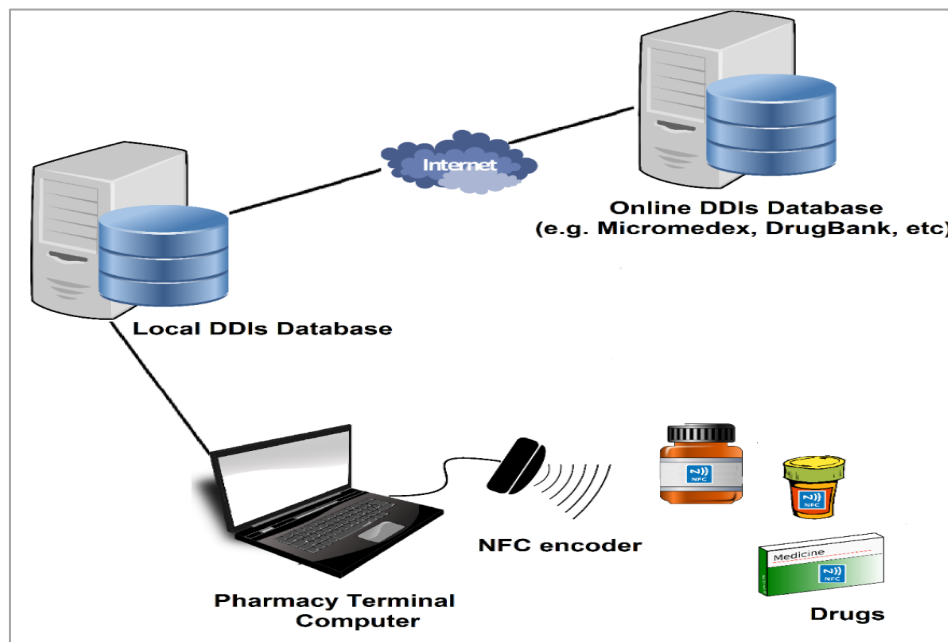 Internet
Online DDIs Database
(e.g. Micromedex, DrugBank, etc)
Local DDIs Database
NFC
NFC
NFC encoder
Medicine
NFC
Pharmacy Terminal
Computer
Drugs